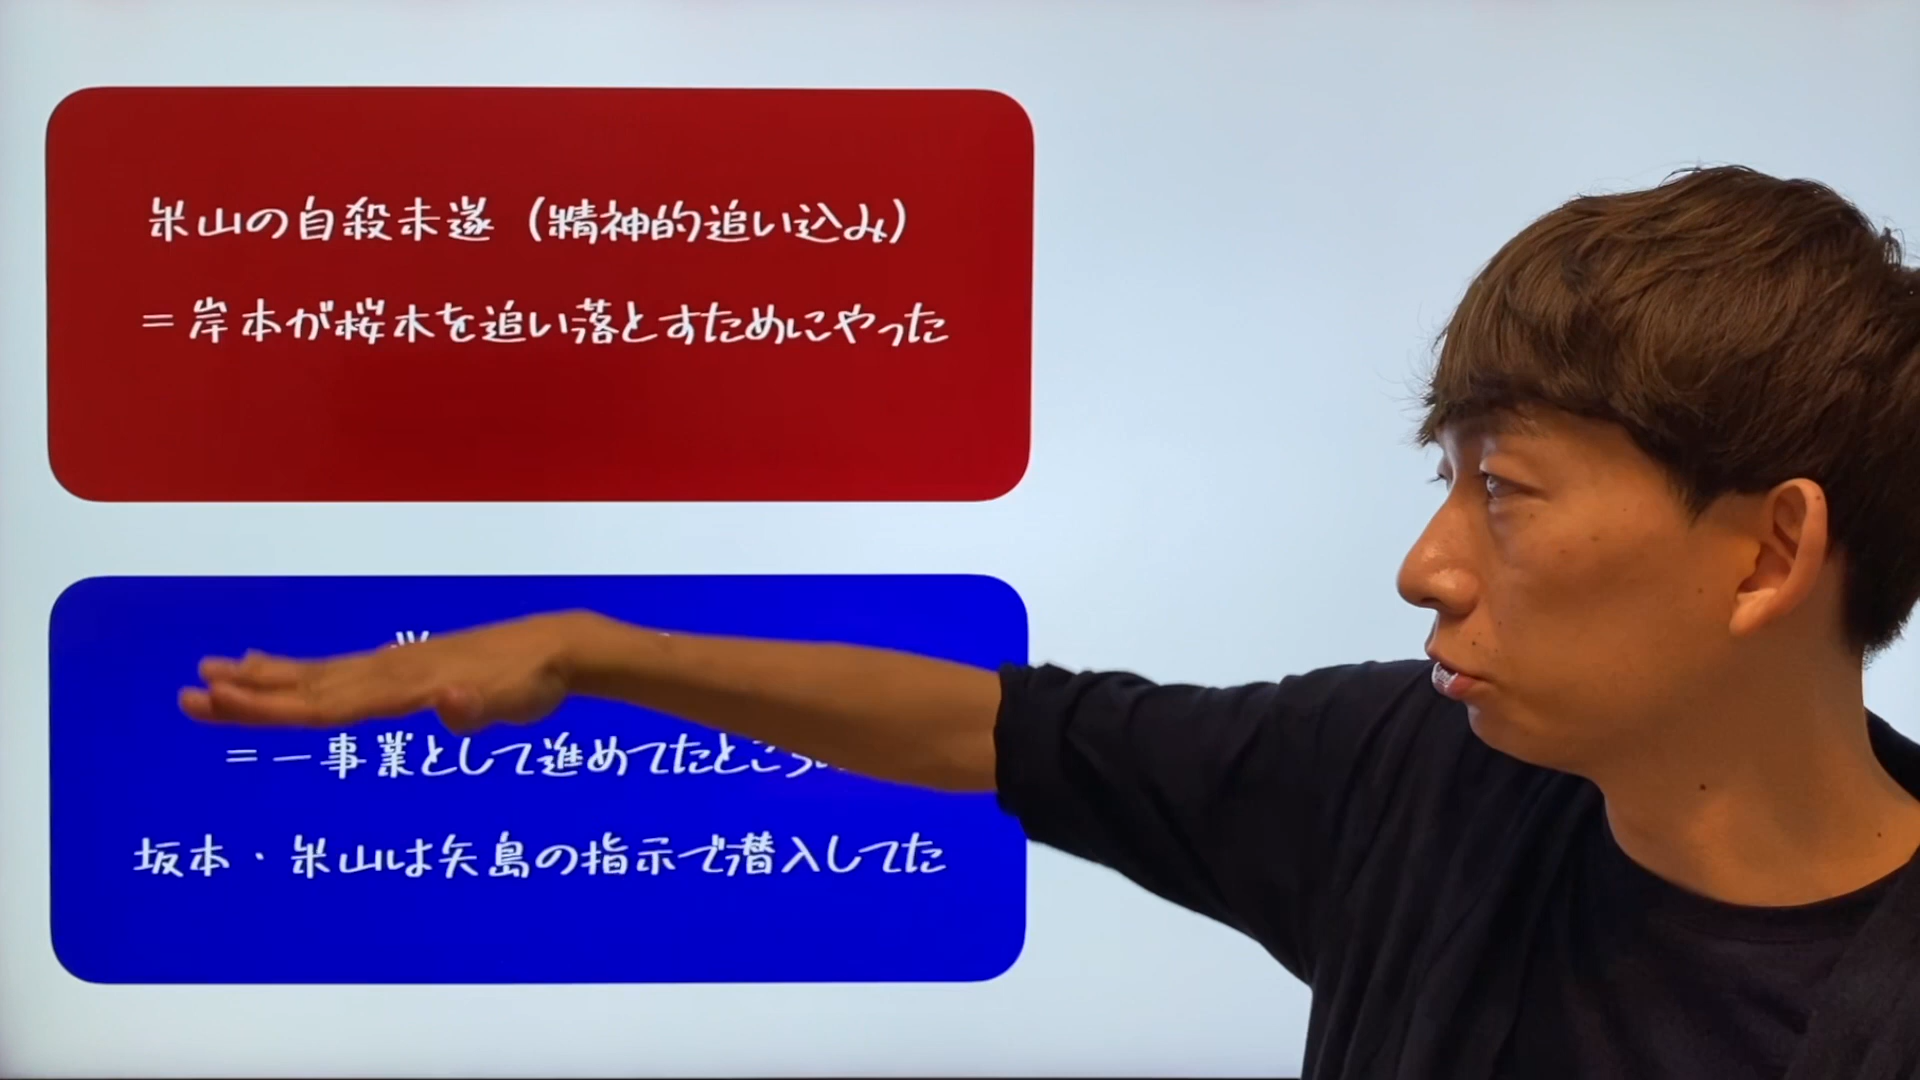 米山の自殺未遂（精神的追い込み）
＝岸本が桜木を追い落とすためにやった
＝一事業として進めてたところ
坂本・米山は矢島の指示で潜入してた